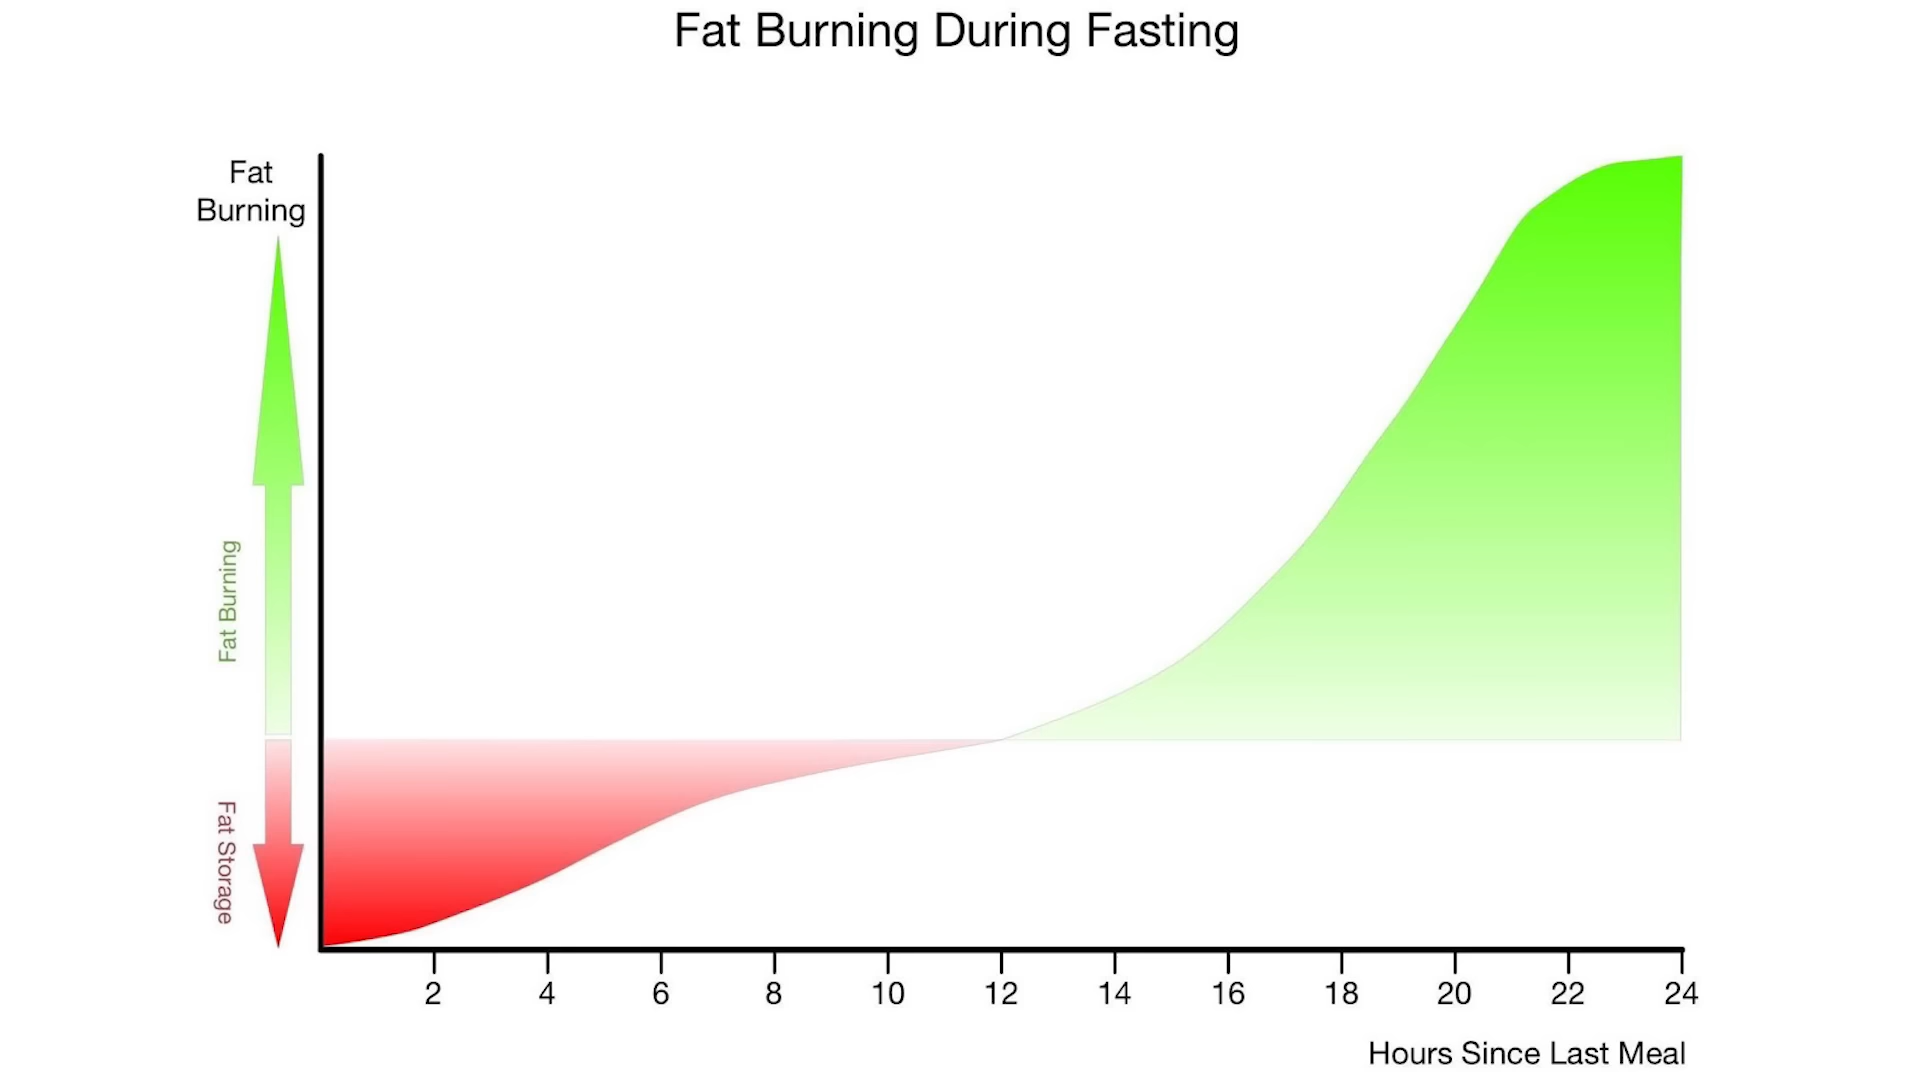 Fat Burning During Fasting
Fat
Burning
Fat Burning
Fat Storage
2 4 6 8 10 12 14 16 18 20 22 24
Hours Since Last Meal